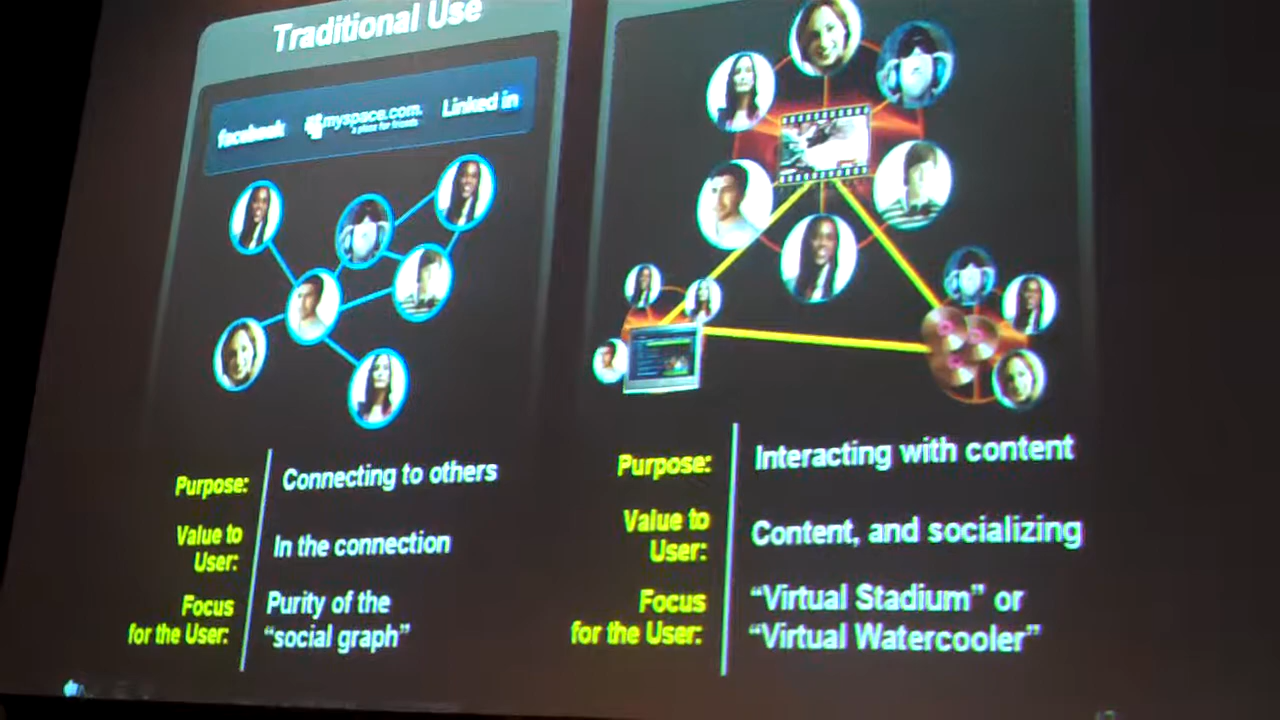 Traditional Use
facebook myspace.com. Linked in
a place for friends
Purpose: Connecting to others
Value to User: In the connection
Focus for the User: Purity of the
“social graph”
Purpose: Interacting with content
Value to User: Content, and socializing
Focus for the User: “Virtual Stadium” or
“Virtual Watercooler”